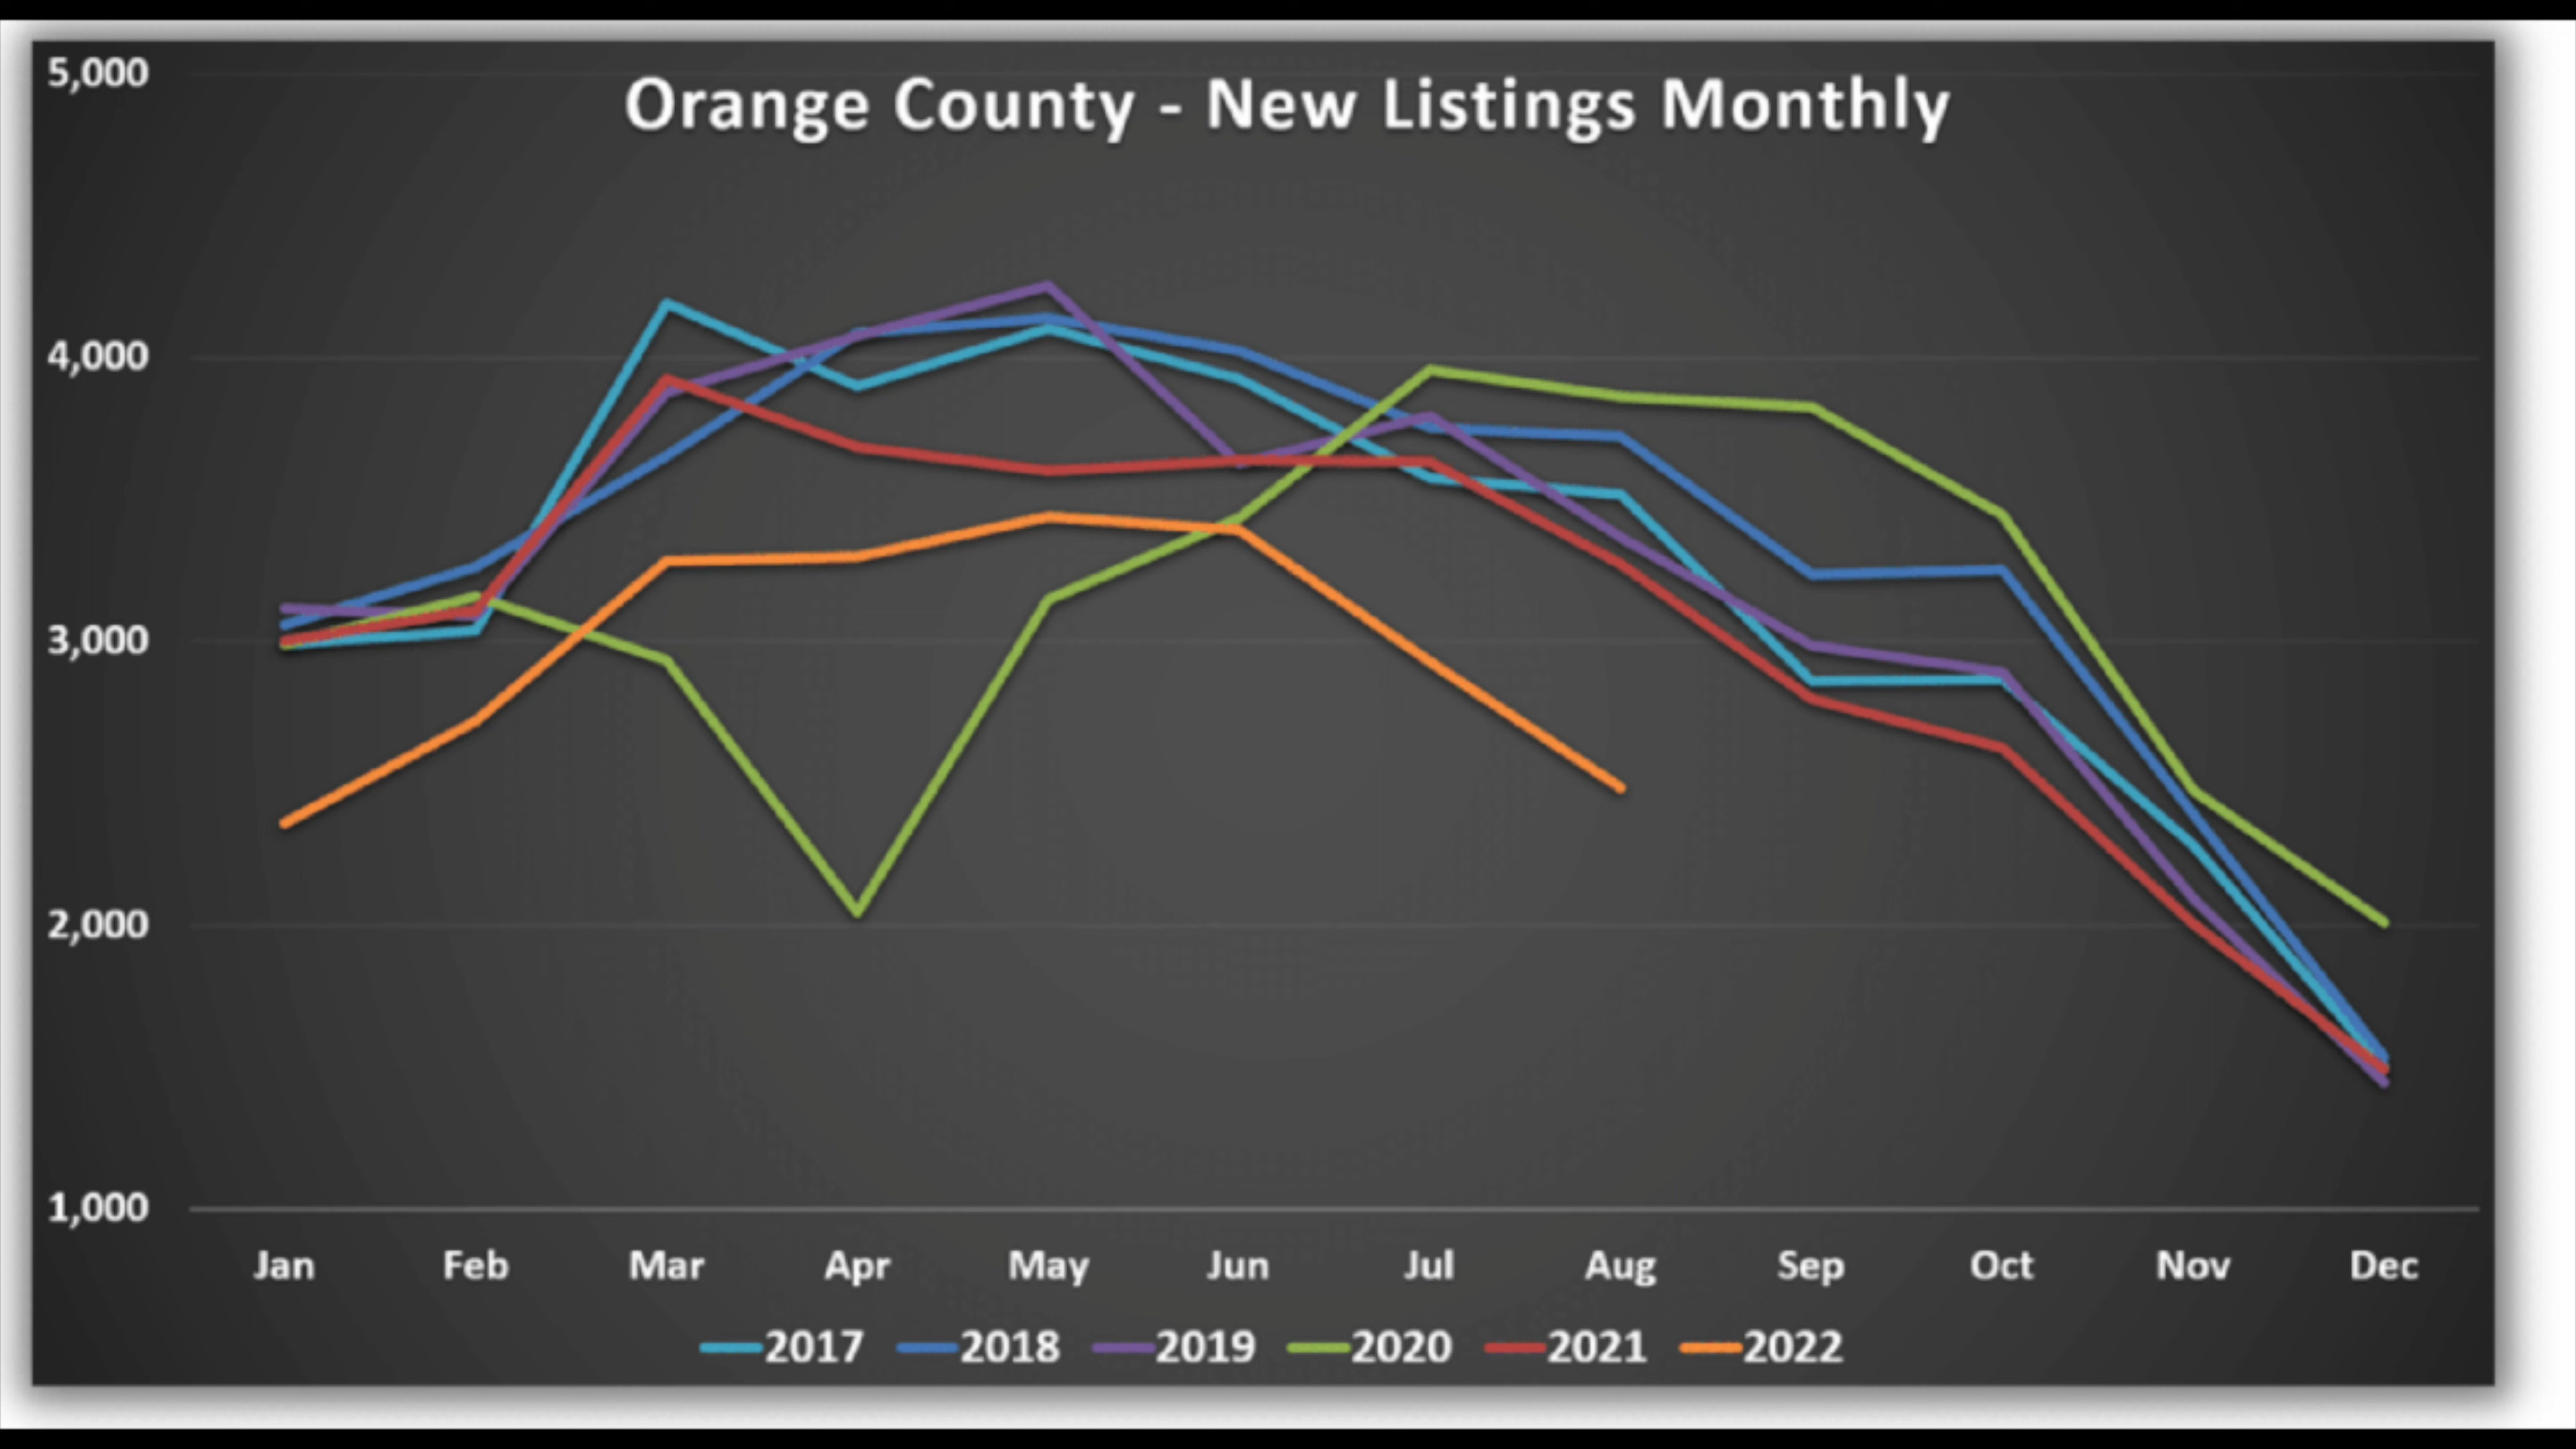 Orange County - New Listings Monthly
5,000
4,000
3,000
2,000
1,000
Jan Feb Mar Apr May Jun Jul Aug Sep Oct Nov Dec
2017 2018 2019 2020 2021 2022